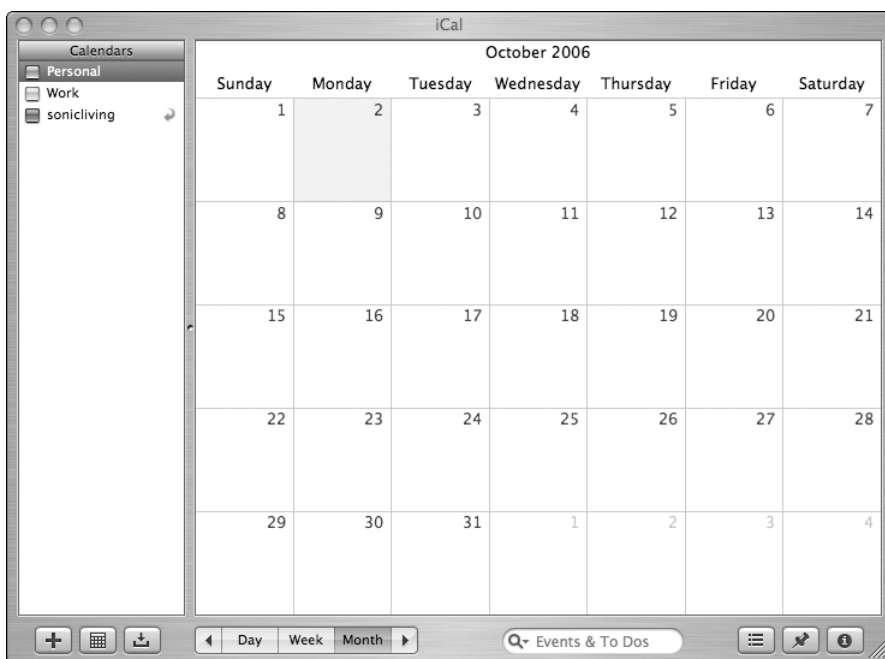 iCal
Calendars
Personal
Work
sonicliving
October 2006
Sunday Monday Tuesday Wednesday Thursday Friday Saturday
1 2 3 4 5 6 7
8 9 10 11 12 13 14
15 16 17 18 19 20 21
22 23 24 25 26 27 28
29 30 31 1 2 3 4
Day Week Month
Events & To Dos